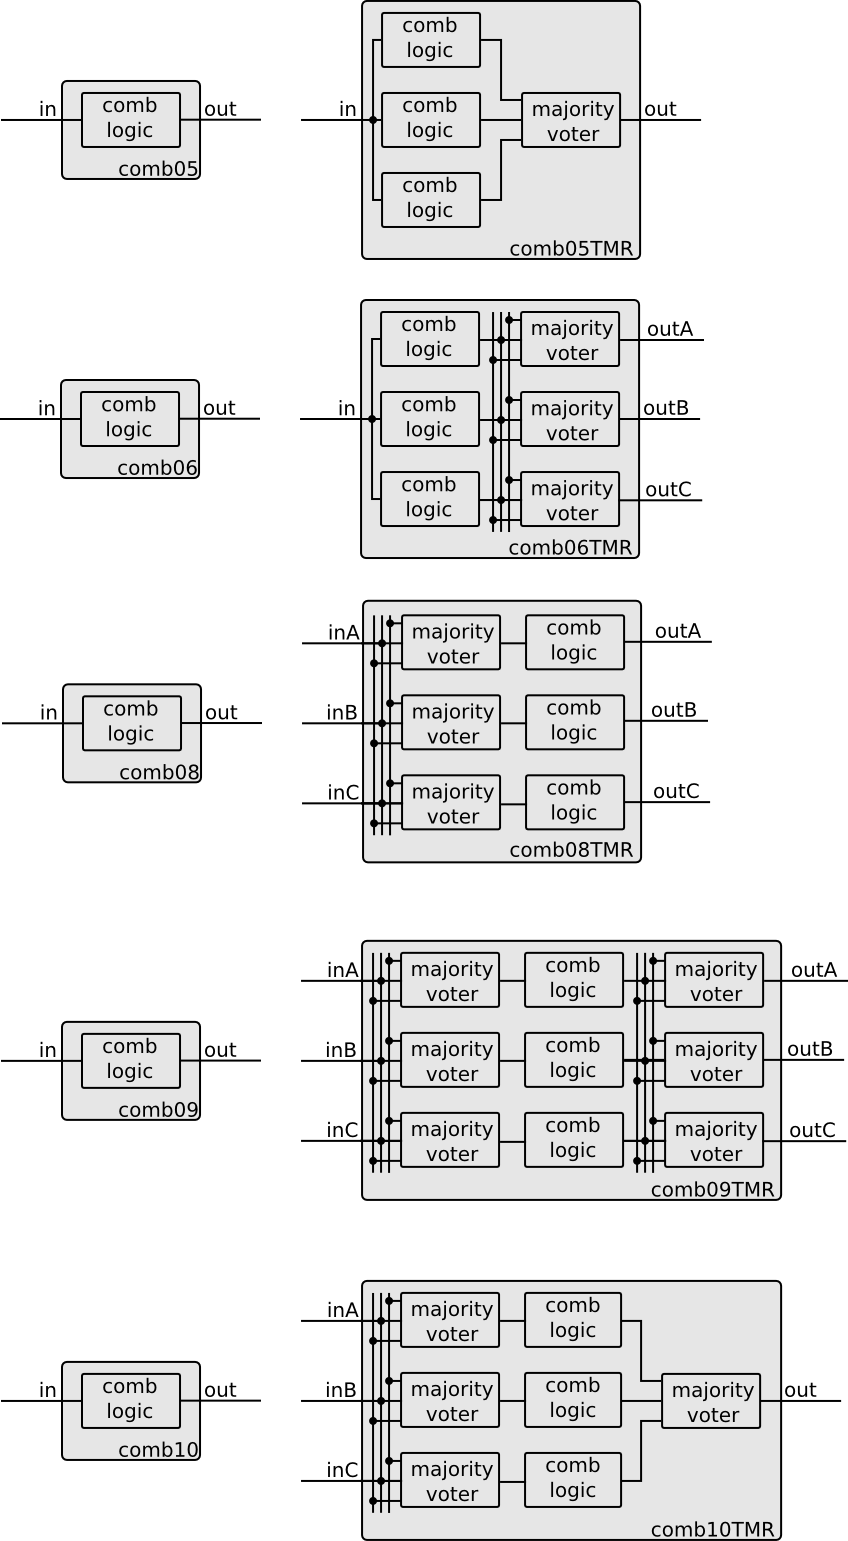 in
comb
logic
out
comb05
in
comb
logic
comb
logic
comb
logic
majority
voter
out
comb05TMR
in
comb
logic
out
comb06
in
comb
logic
comb
logic
comb
logic
majority
voter
majority
voter
majority
voter
outA
outB
outC
comb06TMR
in
comb
logic
out
comb08
inA
majority
voter
comb
logic
outA
inB
majority
voter
comb
logic
outB
inC
majority
voter
comb
logic
outC
comb08TMR
in
comb
logic
out
comb09
inA
majority
voter
comb
logic
majority
voter
outA
inB
majority
voter
comb
logic
majority
voter
outB
inC
majority
voter
comb
logic
majority
voter
outC
comb09TMR
in
comb
logic
out
comb10
inA
majority
voter
comb
logic
inB
majority
voter
comb
logic
inC
majority
voter
comb
logic
majority
voter
out
comb10TMR